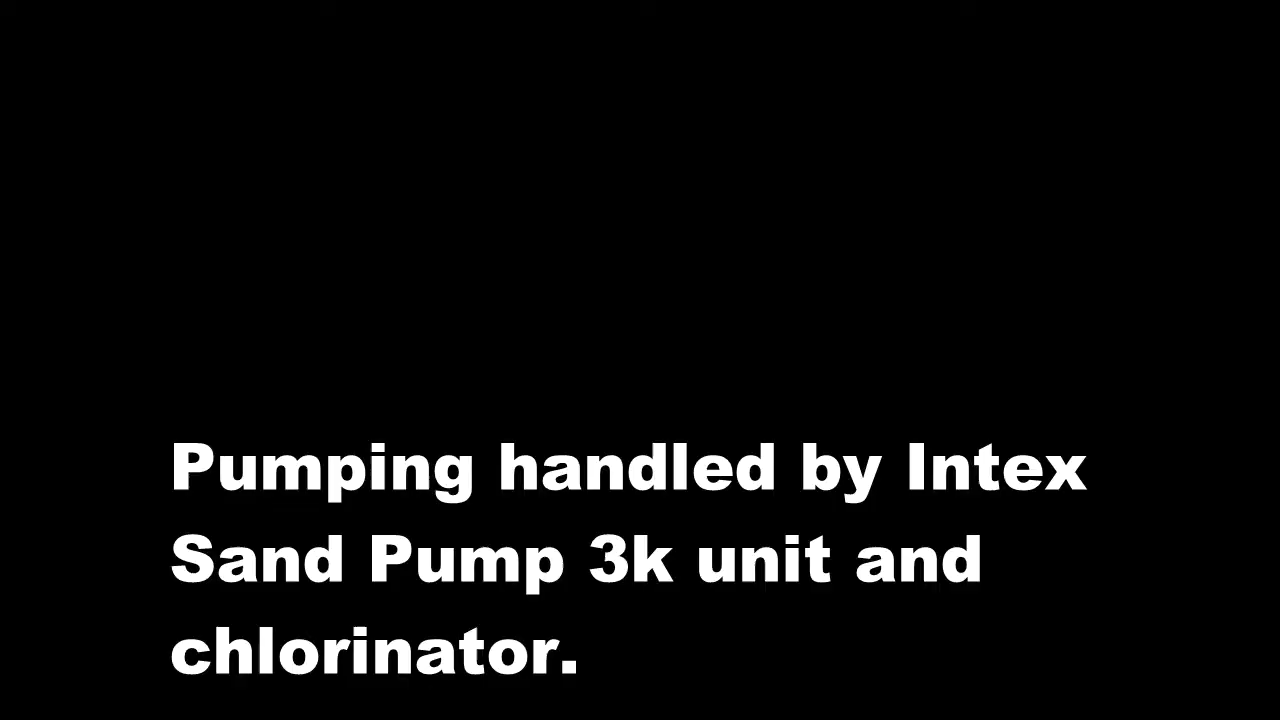 Pumping handled by Intex
Sand Pump 3k unit and
chlorinator.